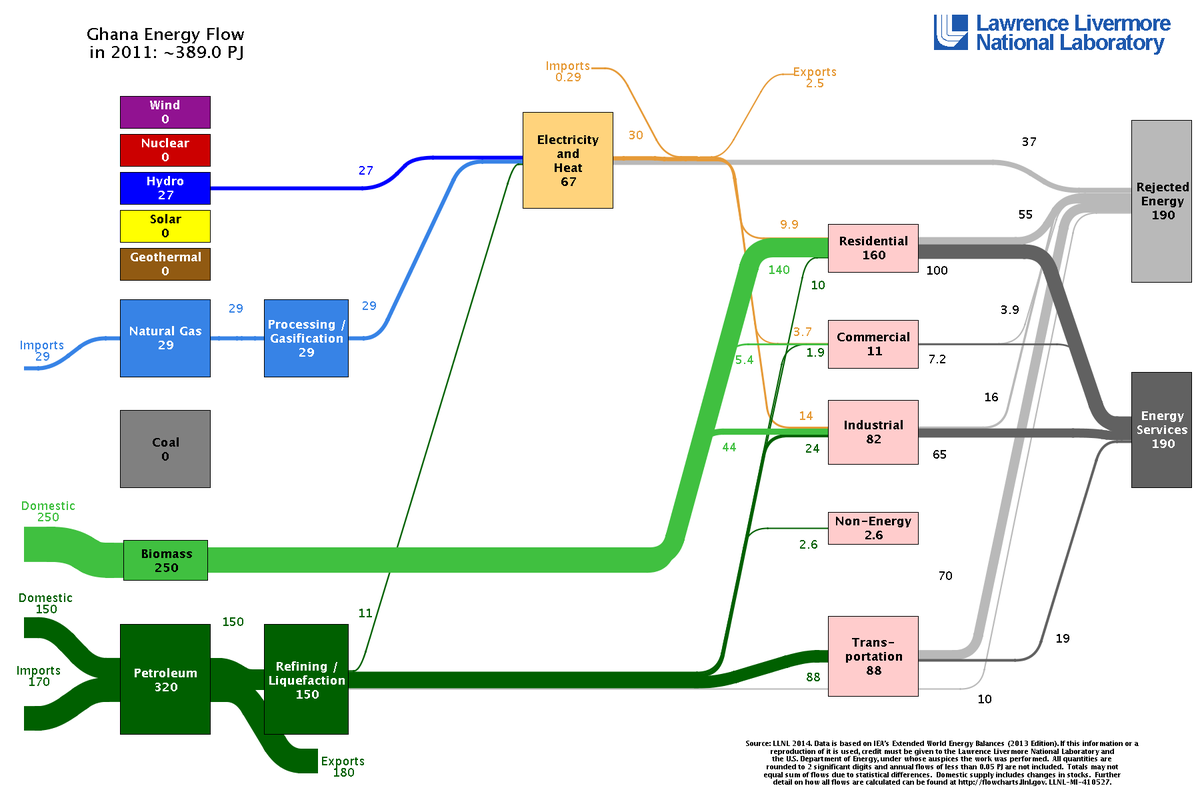 Ghana Energy Flow
in 2011: ~389.0 PJ
Lawrence Livermore
National Laboratory
Wind
0
Nuclear
0
Hydro
27
Solar
0
Geothermal
0
Imports
29
Natural Gas
29
29
Processing /
Gasification
29
29
27
Coal
0
Domestic
250
Biomass
250
Domestic
150
Imports
170
Petroleum
320
150
Refining /
Liquefaction
150
Exports
180
11
Electricity
and
Heat
67
Imports
0.29
30
Exports
2.5
9.9
140
10
Residential
160
3.7
5.4
1.9
Commercial
11
14
44
24
Industrial
82
2.6
Non-Energy
2.6
88
Trans-
portation
88
37
55
100
3.9
7.2
16
65
70
19
10
Rejected
Energy
190
Energy
Services
190
Source: LLNL 2014. Data is based on IEA's Extended World Energy Balances (2013 Edition). If this information or a
reproduction of it is used, credit must be given to the Lawrence Livermore National Laboratory and
the U.S. Department of Energy, under whose auspices the work was performed. All quantities are
rounded to 2 significant digits and annual flows of less than 0.05 PJ are not included. Totals may not
equal sum of flows due to statistical differences. Domestic supply includes changes in stocks. Further
detail on how all flows are calculated can be found at http://flowcharts.llnl.gov. LLNL-MI-410527.